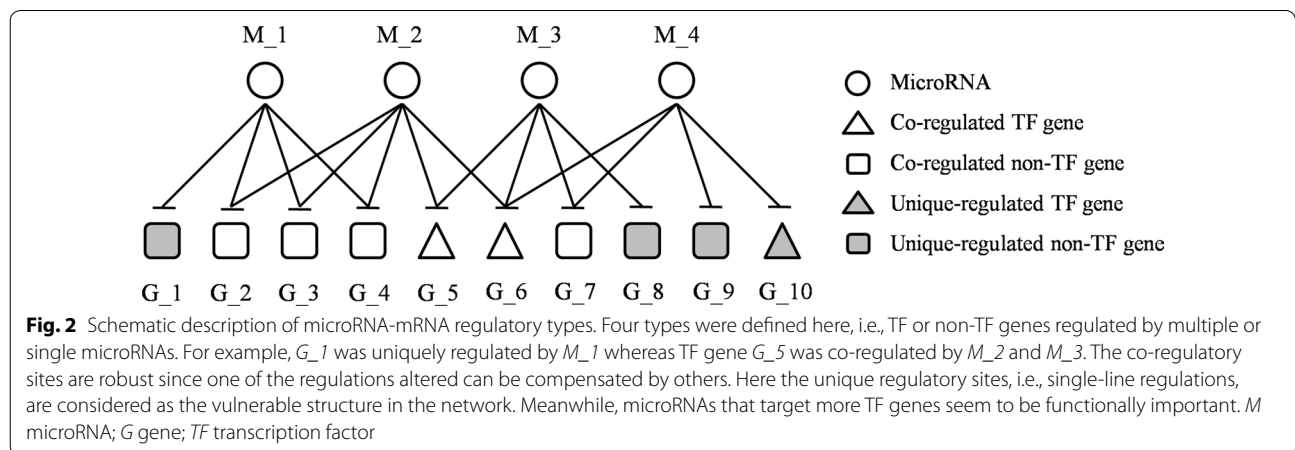 M_1 M_2 M_3 M_4
MicroRNA
Co-regulated TF gene
Co-regulated non-TF gene
Unique-regulated TF gene
Unique-regulated non-TF gene
G_1 G_2 G_3 G_4 G_5 G_6 G_7 G_8 G_9 G_10
Fig. 2 Schematic description of microRNA-mRNA regulatory types. Four types were defined here, i.e., TF or non-TF genes regulated by multiple or
single microRNAs. For example, G_1 was uniquely regulated by M_1 whereas TF gene G_5 was co-regulated by M_2 and M_3. The co-regulatory
sites are robust since one of the regulations altered can be compensated by others. Here the unique regulatory sites, i.e., single-line regulations,
are considered as the vulnerable structure in the network. Meanwhile, microRNAs that target more TF genes seem to be functionally important. M
microRNA; G gene; TF transcription factor